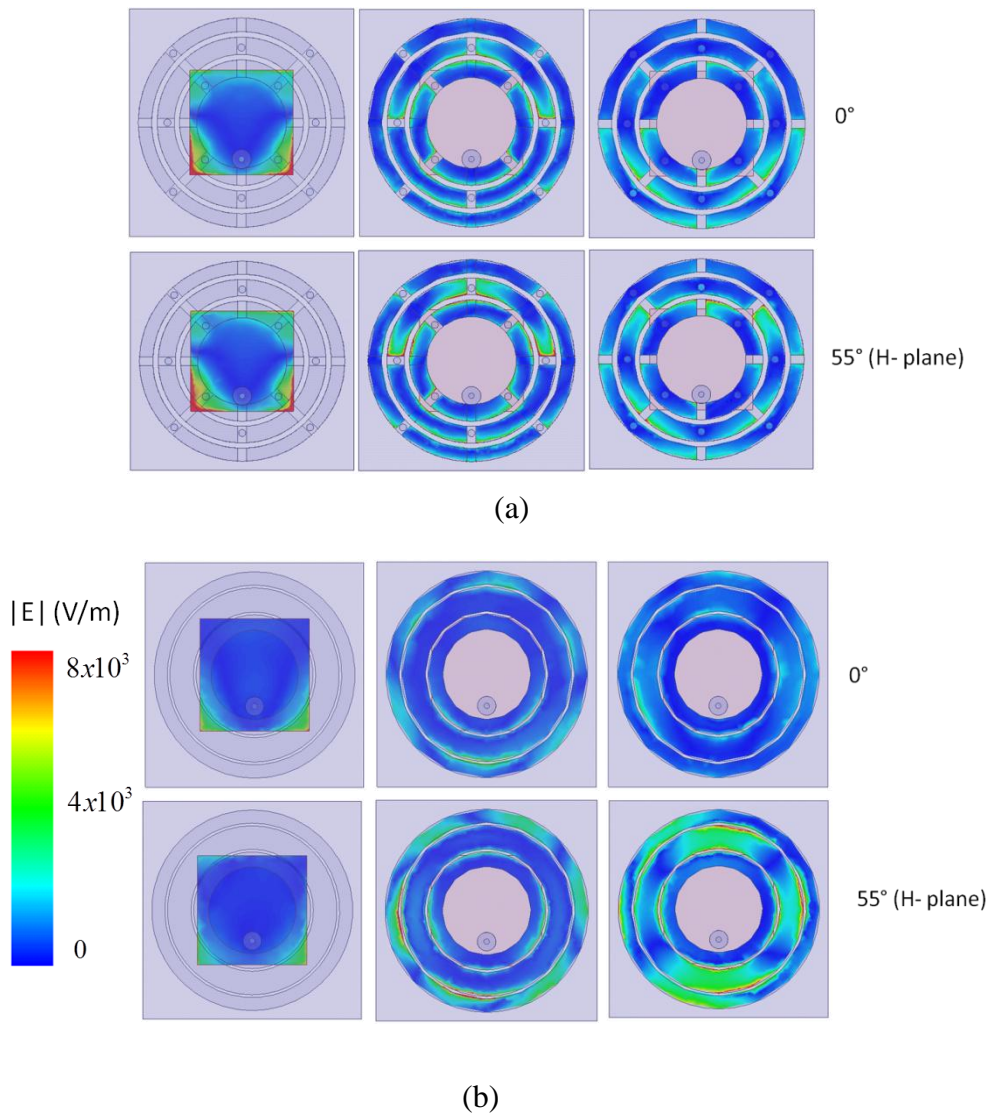 0°
55° (H- plane)
(a)
|E| (V/m)
8x10³
4x10³
0
0°
55° (H- plane)
(b)